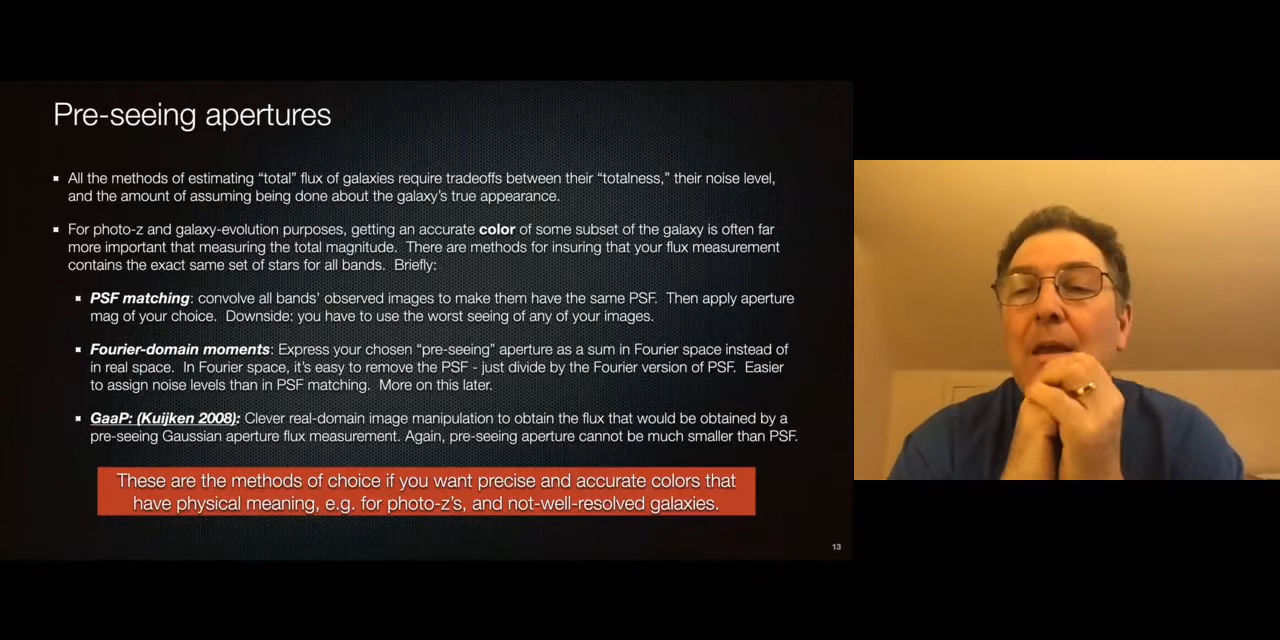 Pre-seeing apertures
All the methods of estimating “total” flux of galaxies require tradeoffs between their “totalness,” their noise level,
and the amount of assuming being done about the galaxy’s true appearance.
For photo-z and galaxy-evolution purposes, getting an accurate color of some subset of the galaxy is often far
more important that measuring the total magnitude. There are methods for insuring that your flux measurement
contains the exact same set of stars for all bands. Briefly:
PSF matching: convolve all bands’ observed images to make them have the same PSF. Then apply aperture
mag of your choice. Downside: you have to use the worst seeing of any of your images.
Fourier-domain moments: Express your chosen “pre-seeing” aperture as a sum in Fourier space instead of
in real space. In Fourier space, it’s easy to remove the PSF - just divide by the Fourier version of PSF. Easier
to assign noise levels than in PSF matching. More on this later.
GaaP: (Kuijken 2008): Clever real-domain image manipulation to obtain the flux that would be obtained by a
pre-seeing Gaussian aperture flux measurement. Again, pre-seeing aperture cannot be much smaller than PSF.
These are the methods of choice if you want precise and accurate colors that
have physical meaning, e.g. for photo-z’s, and not-well-resolved galaxies.
13